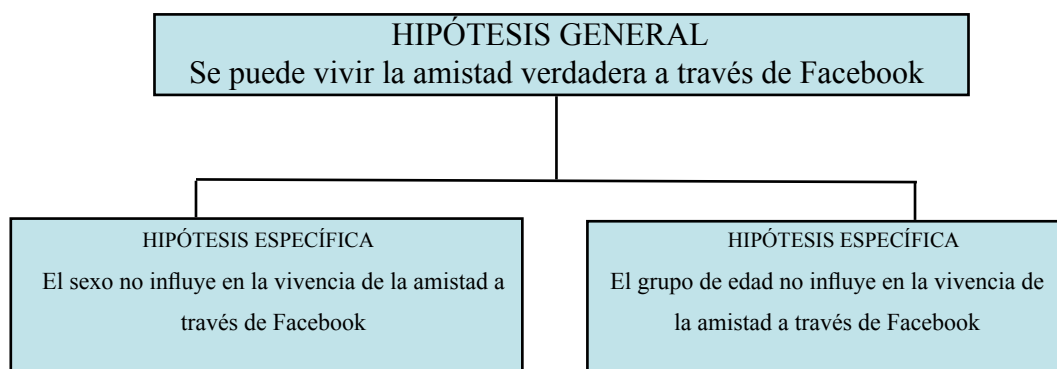 HIPÓTESIS GENERAL
Se puede vivir la amistad verdadera a través de Facebook
HIPÓTESIS ESPECÍFICA
El sexo no influye en la vivencia de la amistad a
través de Facebook
HIPÓTESIS ESPECÍFICA
El grupo de edad no influye en la vivencia de
la amistad a través de Facebook